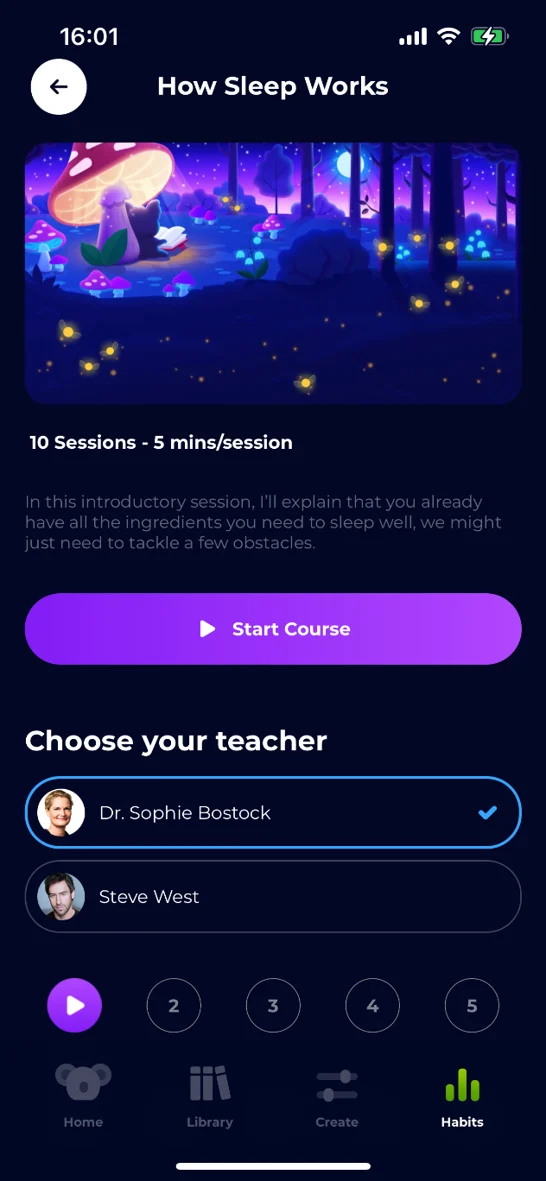 16:01
How Sleep Works
10 Sessions - 5 mins/session
In this introductory session, I'll explain that you already
have all the ingredients you need to sleep well, we might
just need to tackle a few obstacles.
Start Course
Choose your teacher
Dr. Sophie Bostock
Steve West
2 3 4 5
Home Library Create Habits